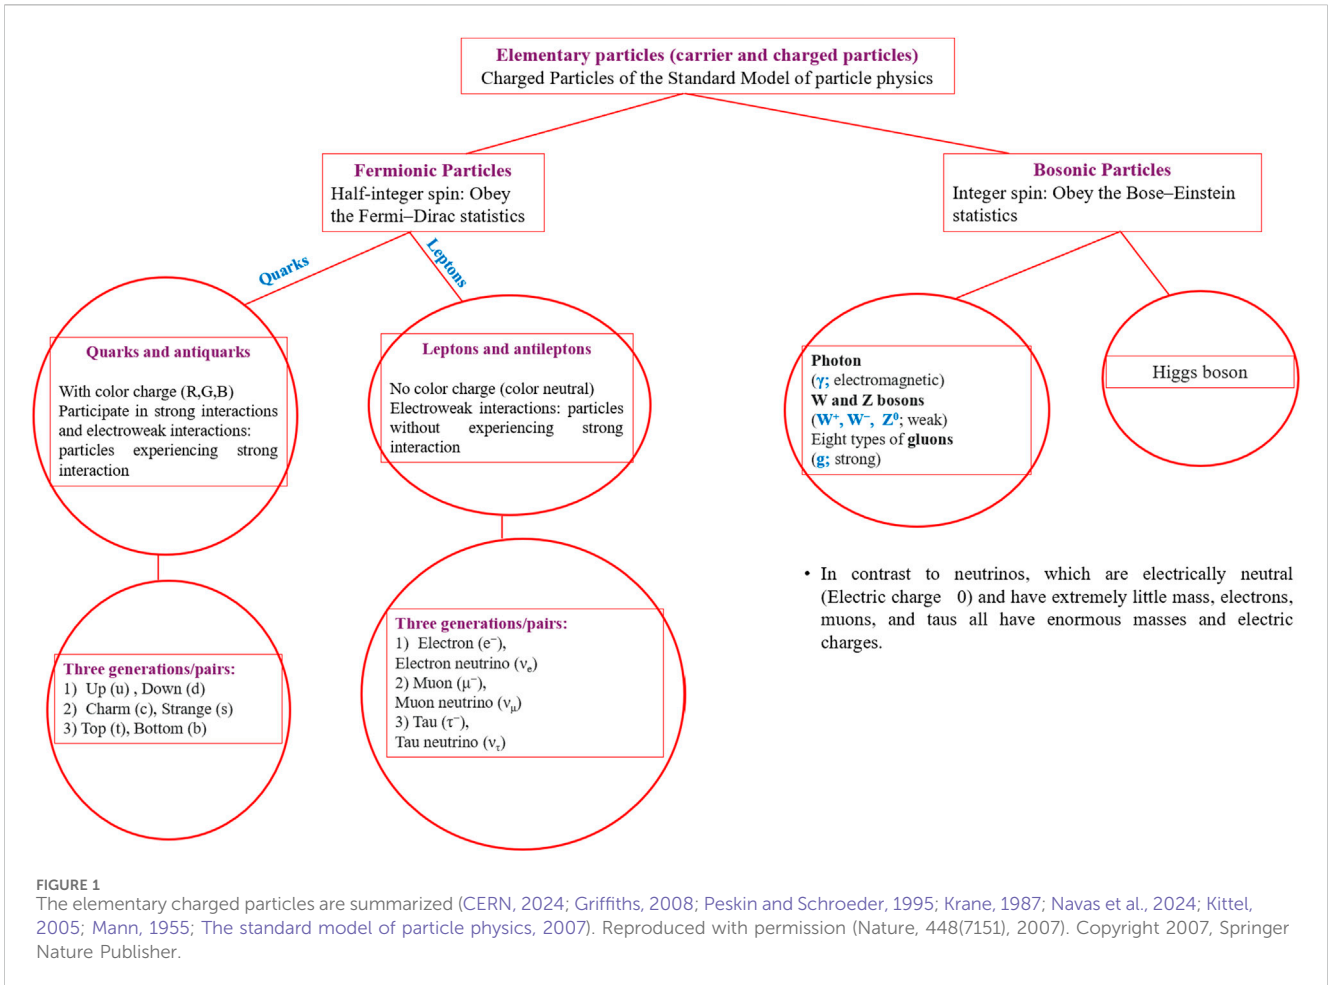 Elementary particles (carrier and charged particles)
Charged Particles of the Standard Model of particle physics
Fermionic Particles
Half-integer spin: Obey
the Fermi–Dirac statistics
Bosonic Particles
Integer spin: Obey the Bose–Einstein
statistics
Quarks
Leptons
Quarks and antiquarks
With color charge (R,G,B)
Participate in strong interactions
and electroweak interactions:
particles experiencing strong
interaction
Leptons and antileptons
No color charge (color neutral)
Electroweak interactions: particles
without experiencing strong
interaction
Photon
(γ; electromagnetic)
W and Z bosons
(W⁺, W⁻, Z⁰; weak)
Eight types of gluons
(g; strong)
Higgs boson
Three generations/pairs:
1) Up (u) , Down (d)
2) Charm (c), Strange (s)
3) Top (t), Bottom (b)
Three generations/pairs:
1) Electron (e⁻),
Electron neutrino (νₑ)
2) Muon (μ⁻),
Muon neutrino (ν_μ)
3) Tau (τ⁻),
Tau neutrino (ν_τ)
• In contrast to neutrinos, which are electrically neutral
(Electric charge 0) and have extremely little mass, electrons,
muons, and taus all have enormous masses and electric
charges.
FIGURE 1
The elementary charged particles are summarized (CERN, 2024; Griffiths, 2008; Peskin and Schroeder, 1995; Krane, 1987; Navas et al., 2024; Kittel,
2005; Mann, 1955; The standard model of particle physics, 2007). Reproduced with permission (Nature, 448(7151), 2007). Copyright 2007, Springer
Nature Publisher.